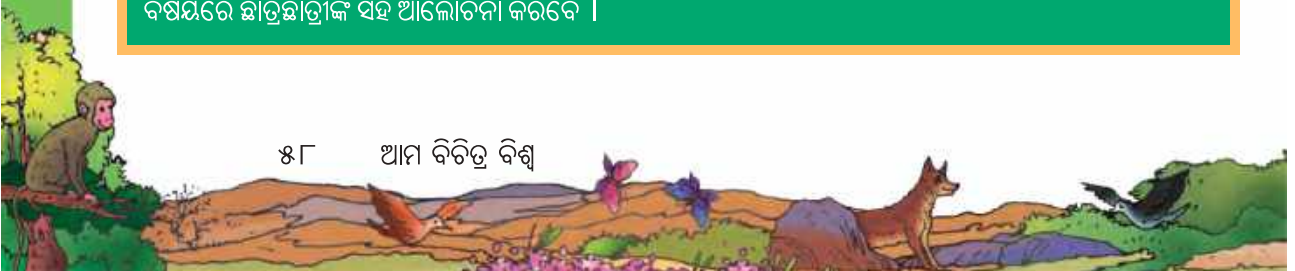 ବିଷୟରେ ଛାତ୍ରଛାତ୍ରୀଙ୍କ ସହ ଆଲୋଚନା କରିବେ ।
୫୮ ଆମ ବିଚିତ୍ର ବିଶ୍ୱ